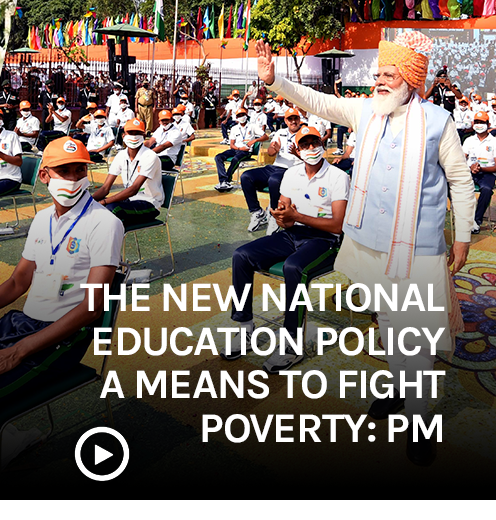 THE NEW NATIONAL
EDUCATION POLICY
A MEANS TO FIGHT
POVERTY: PM